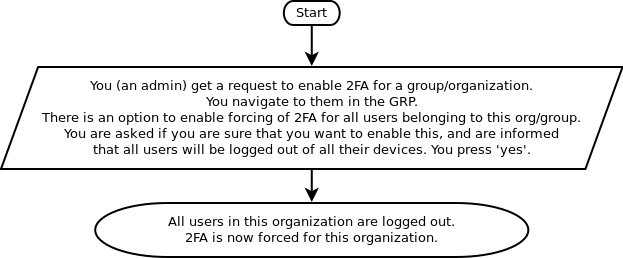 Start
You (an admin) get a request to enable 2FA for a group/organization.
You navigate to them in the GRP.
There is an option to enable forcing of 2FA for all users belonging to this org/group.
You are asked if you are sure that you want to enable this, and are informed
that all users will be logged out of all their devices. You press 'yes'.
All users in this organization are logged out.
2FA is now forced for this organization.